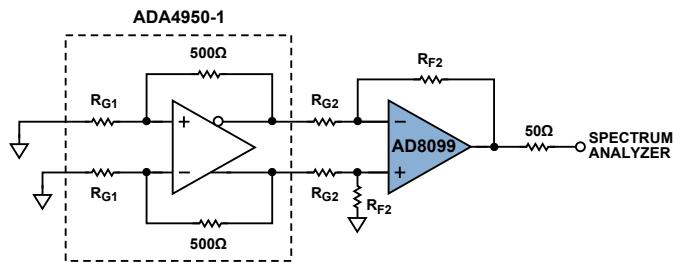 ADA4950-1
500Ω
RF2
RG1
RG2
+
−
−
AD8099
+
50Ω
SPECTRUM
ANALYZER
RG1
RG2
RF2
500Ω